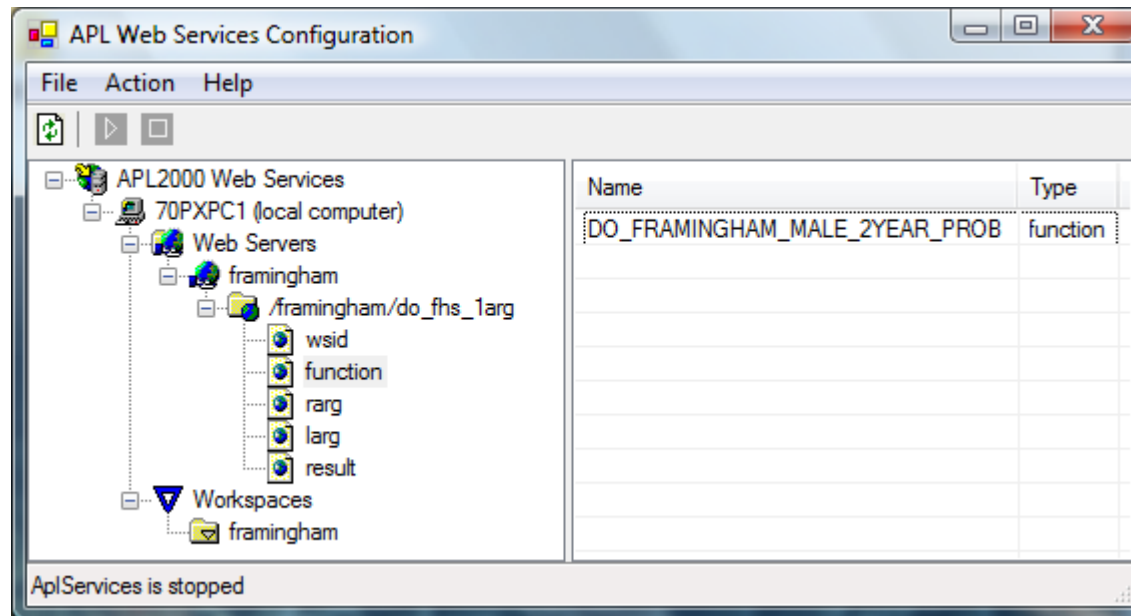 APL Web Services Configuration
File Action Help
APL2000 Web Services
70PXPC1 (local computer)
Web Servers
framingham
/framingham/do_fhs_1arg
wsid
function
rarg
larg
result
Workspaces
framingham
Name Type
DO_FRAMINGHAM_MALE_2YEAR_PROB function
AplServices is stopped